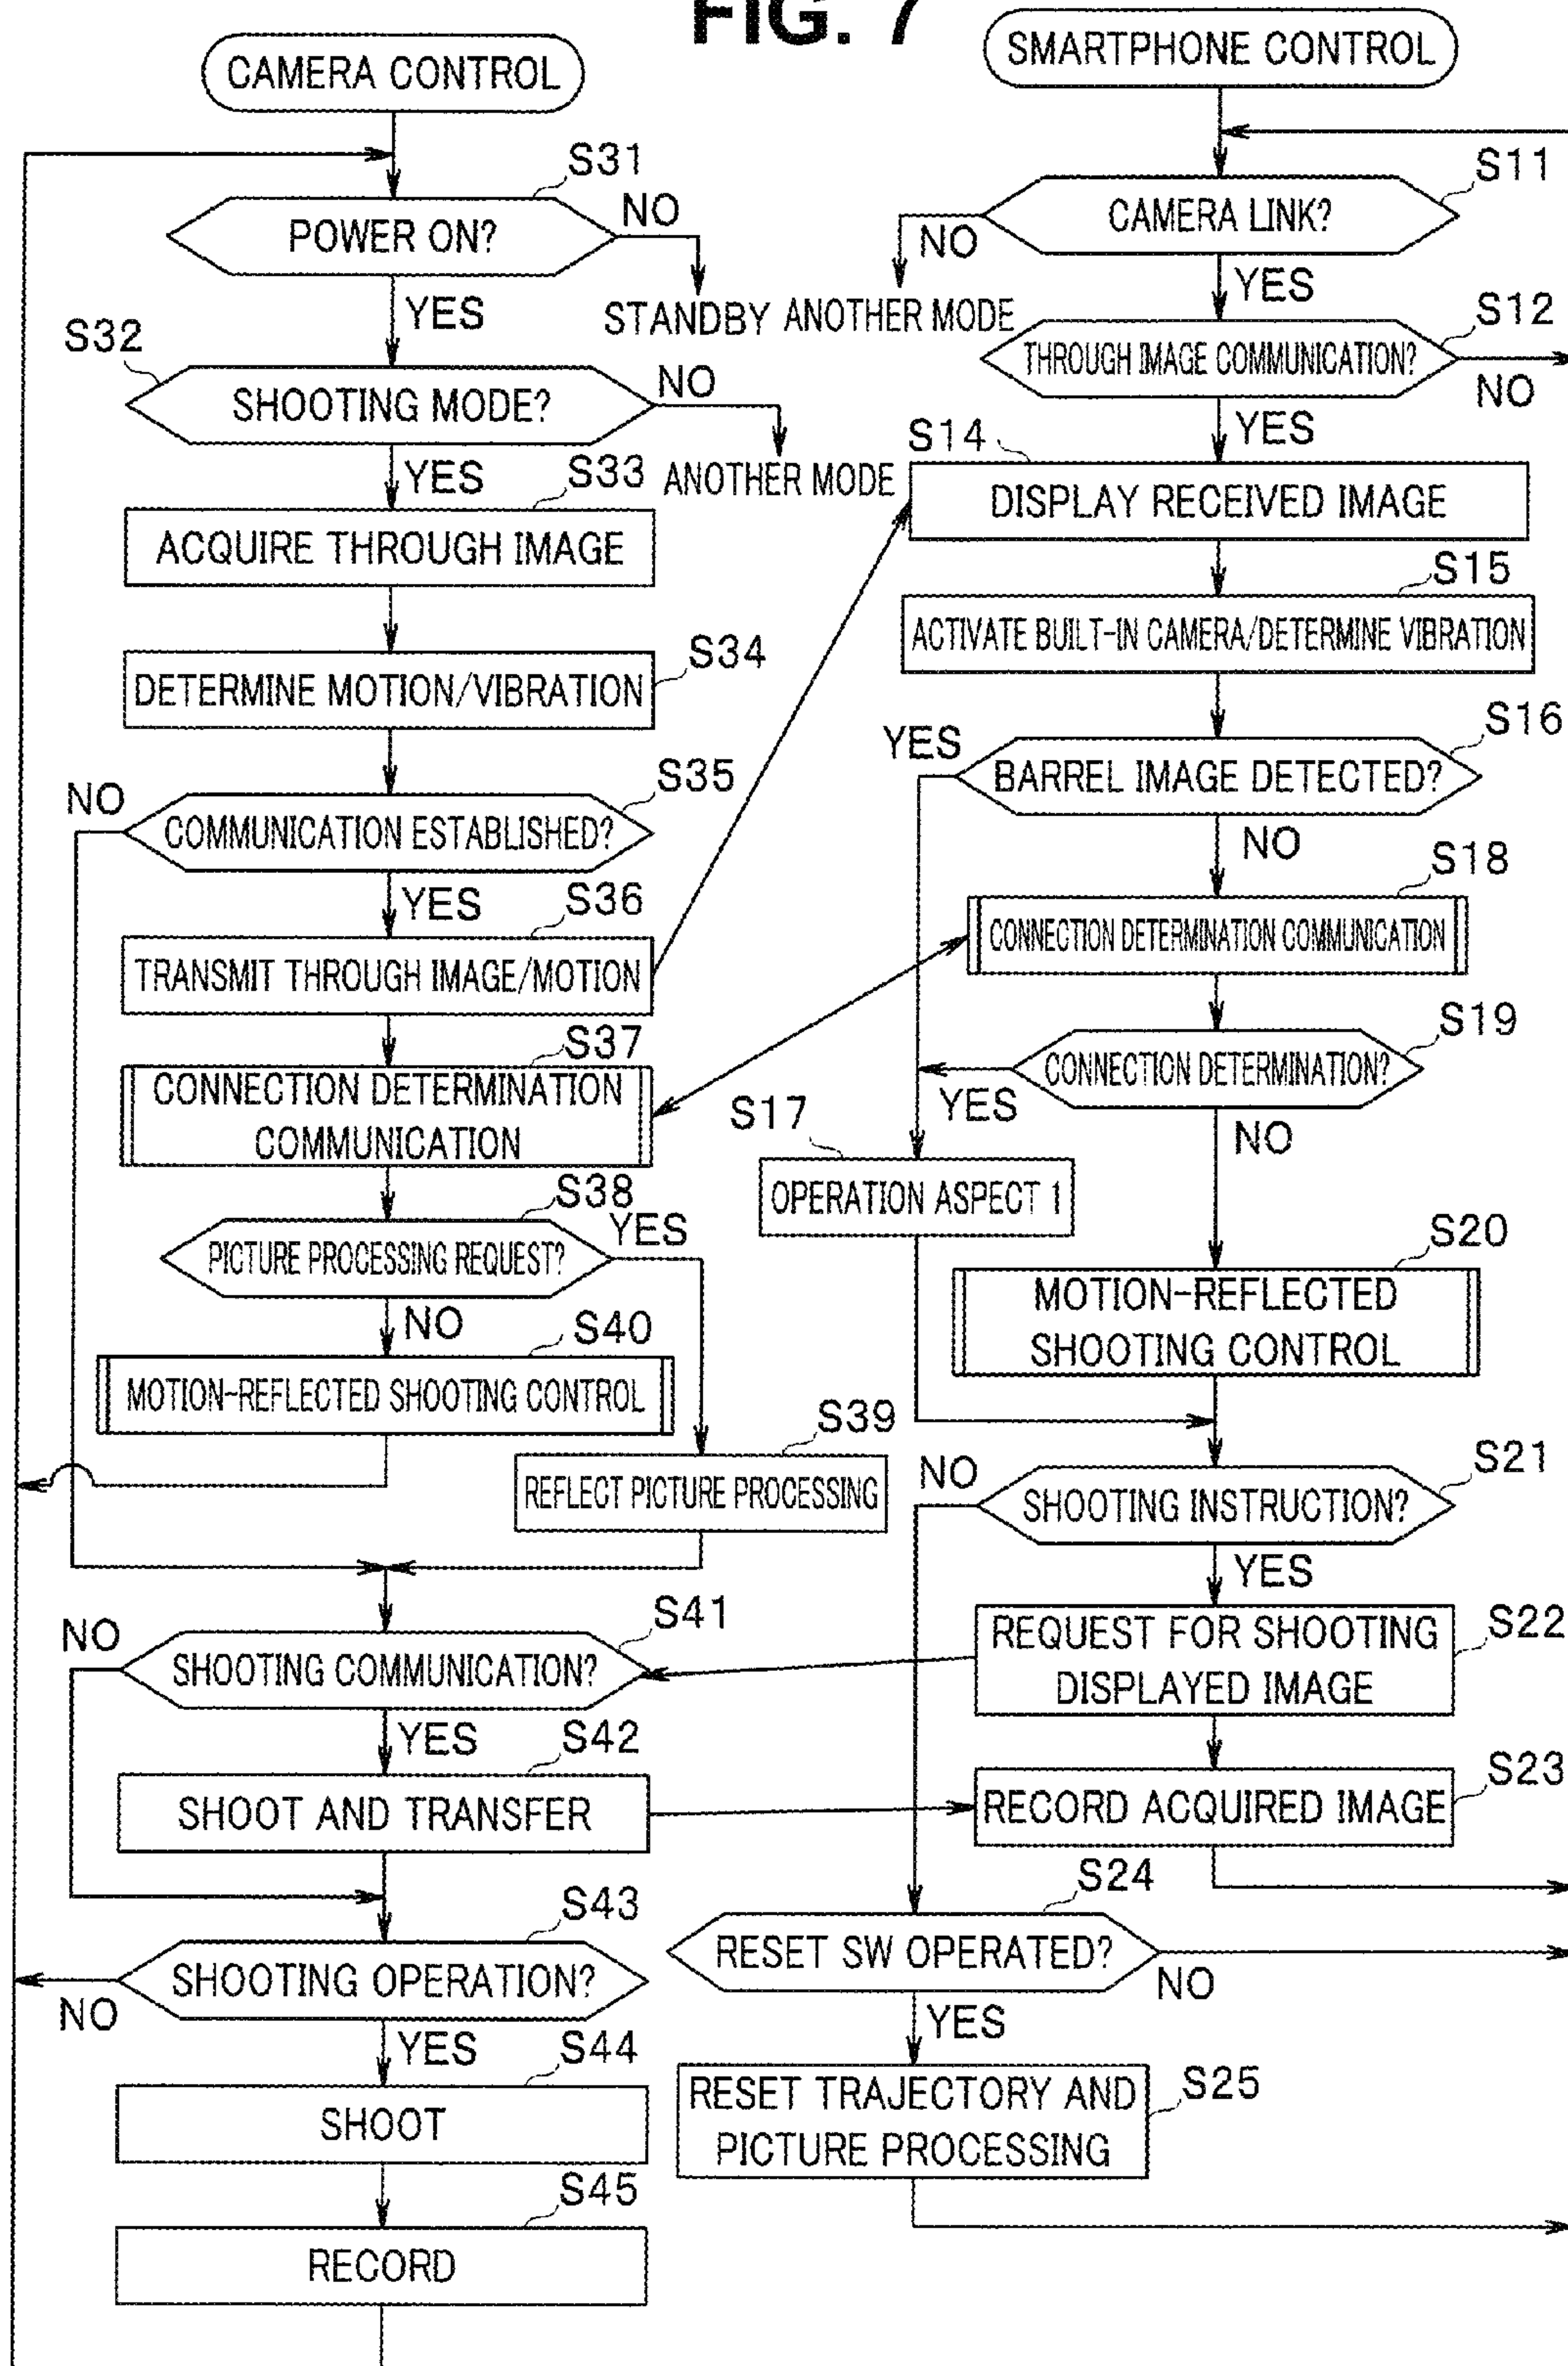 FIG. 7
CAMERA CONTROL
S31
POWER ON?
NO
STANDBY
YES
S32
SHOOTING MODE?
NO
ANOTHER MODE
YES
S33
ACQUIRE THROUGH IMAGE
S34
DETERMINE MOTION/VIBRATION
S35
NO
COMMUNICATION ESTABLISHED?
YES
S36
TRANSMIT THROUGH IMAGE/MOTION
S37
CONNECTION DETERMINATION
COMMUNICATION
S38
PICTURE PROCESSING REQUEST?
YES
NO
S40
MOTION-REFLECTED SHOOTING CONTROL
S39
REFLECT PICTURE PROCESSING
S41
NO
SHOOTING COMMUNICATION?
YES
S42
SHOOT AND TRANSFER
S43
SHOOTING OPERATION?
NO
YES
S44
SHOOT
S45
RECORD
SMARTPHONE CONTROL
S11
CAMERA LINK?
NO
ANOTHER MODE
YES
S12
THROUGH IMAGE COMMUNICATION?
NO
YES
S14
DISPLAY RECEIVED IMAGE
S15
ACTIVATE BUILT-IN CAMERA/DETERMINE VIBRATION
S16
YES
BARREL IMAGE DETECTED?
NO
S18
CONNECTION DETERMINATION COMMUNICATION
S19
CONNECTION DETERMINATION?
YES
NO
S17
OPERATION ASPECT 1
S20
MOTION-REFLECTED
SHOOTING CONTROL
S21
NO
SHOOTING INSTRUCTION?
YES
S22
REQUEST FOR SHOOTING
DISPLAYED IMAGE
S23
RECORD ACQUIRED IMAGE
S24
RESET SW OPERATED?
NO
YES
S25
RESET TRAJECTORY AND
PICTURE PROCESSING